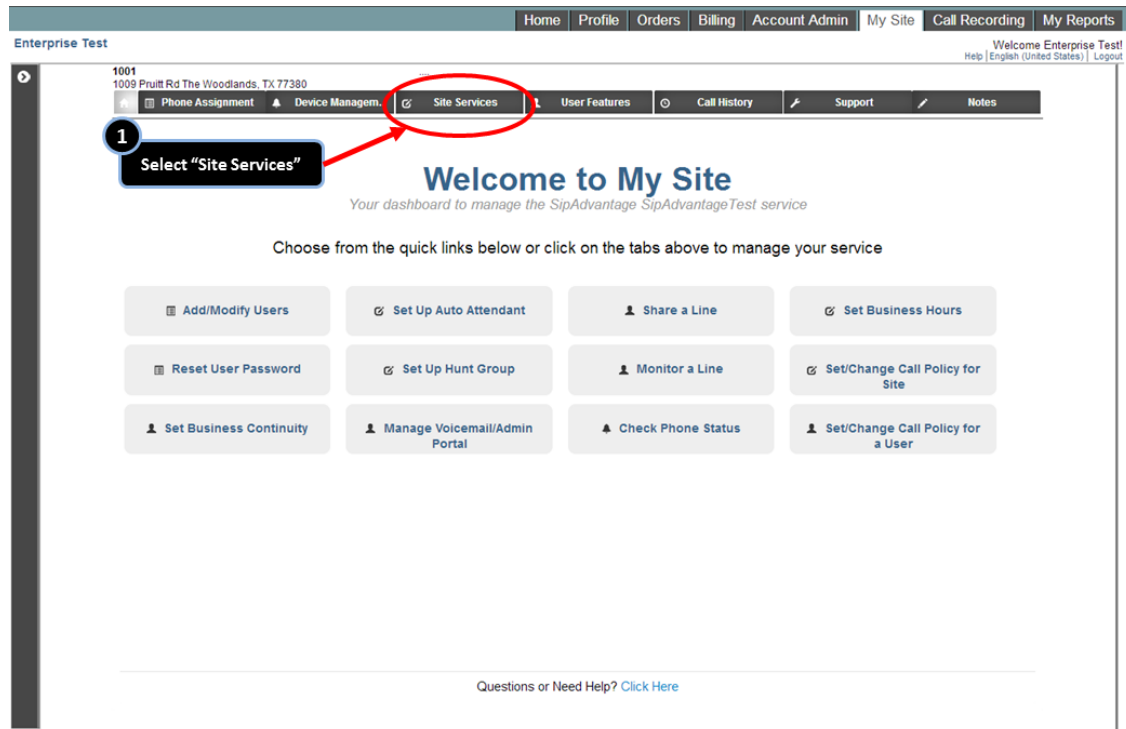 Home Profile Orders Billing Account Admin My Site Call Recording My Reports
Enterprise Test
Welcome Enterprise Test!
Help | English (United States) | Logout
1001
1009 Pruitt Rd The Woodlands, TX 77380
Phone Assignment Device Managem.. Site Services User Features Call History Support Notes
1
Select “Site Services”
Welcome to My Site
Your dashboard to manage the SipAdvantage SipAdvantageTest service
Choose from the quick links below or click on the tabs above to manage your service
Add/Modify Users Set Up Auto Attendant Share a Line Set Business Hours
Reset User Password Set Up Hunt Group Monitor a Line Set/Change Call Policy for
Site
Set Business Continuity Manage Voicemail/Admin Check Phone Status Set/Change Call Policy for
Portal a User
Questions or Need Help? Click Here